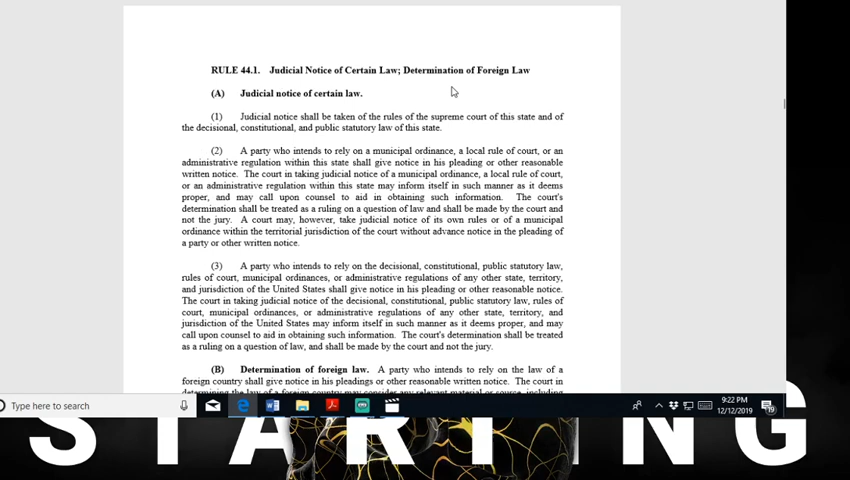 RULE 44.1. Judicial Notice of Certain Law; Determination of Foreign Law
(A) Judicial notice of certain law.
(1) Judicial notice shall be taken of the rules of the supreme court of this state and of
the decisional, constitutional, and public statutory law of this state.
(2) A party who intends to rely on a municipal ordinance, a local rule of court, or an
administrative regulation within this state shall give notice in his pleading or other reasonable
written notice. The court in taking judicial notice of a municipal ordinance, a local rule of court,
or an administrative regulation within this state may inform itself in such manner as it deems
proper, and may call upon counsel to aid in obtaining such information. The court's
determination shall be treated as a ruling on a question of law and shall be made by the court and
not the jury. A court may, however, take judicial notice of its own rules or of a municipal
ordinance within the territorial jurisdiction of the court without advance notice in the pleading of
a party or other written notice.
(3) A party who intends to rely on the decisional, constitutional, public statutory law,
rules of court, municipal ordinances, or administrative regulations of any other state, territory,
and jurisdiction of the United States shall give notice in his pleading or other reasonable notice.
The court in taking judicial notice of the decisional, constitutional, public statutory law, rules of
court, municipal ordinances, or administrative regulations of any other state, territory, and
jurisdiction of the United States may inform itself in such manner as it deems proper, and may
call upon counsel to aid in obtaining such information. The court's determination shall be treated
as a ruling on a question of law, and shall be made by the court and not the jury.
(B) Determination of foreign law. A party who intends to rely on the law of a
foreign country shall give notice in his pleadings or other reasonable written notice. The court in
determining the law of a foreign country may consider any relevant material or source, including
Type here to search
9:22 PM
12/12/2019
19
STARTING